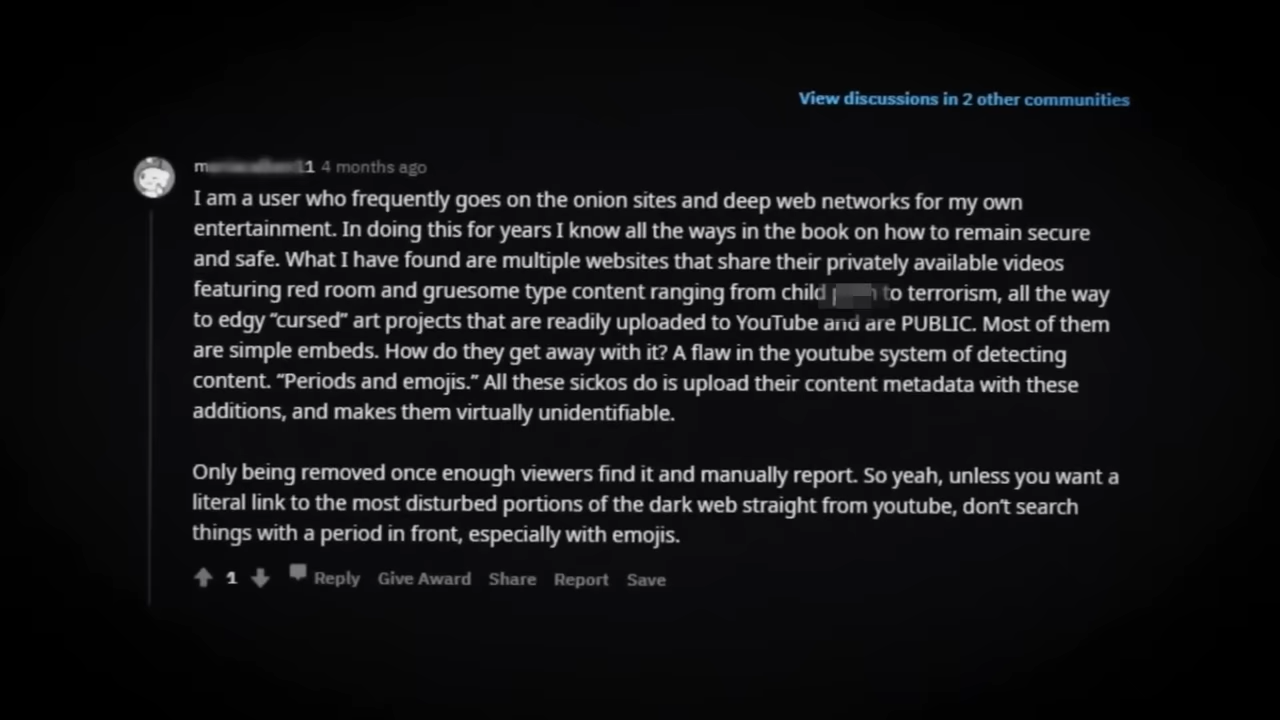 View discussions in 2 other communities
4 months ago
I am a user who frequently goes on the onion sites and deep web networks for my own
entertainment. In doing this for years I know all the ways in the book on how to remain secure
and safe. What I have found are multiple websites that share their privately available videos
featuring red room and gruesome type content ranging from child to terrorism, all the way
to edgy “cursed” art projects that are readily uploaded to YouTube and are PUBLIC. Most of them
are simple embeds. How do they get away with it? A flaw in the youtube system of detecting
content. “Periods and emojis.” All these sickos do is upload their content metadata with these
additions, and makes them virtually unidentifiable.
Only being removed once enough viewers find it and manually report. So yeah, unless you want a
literal link to the most disturbed portions of the dark web straight from youtube, don’t search
things with a period in front, especially with emojis.
1 Reply Give Award Share Report Save